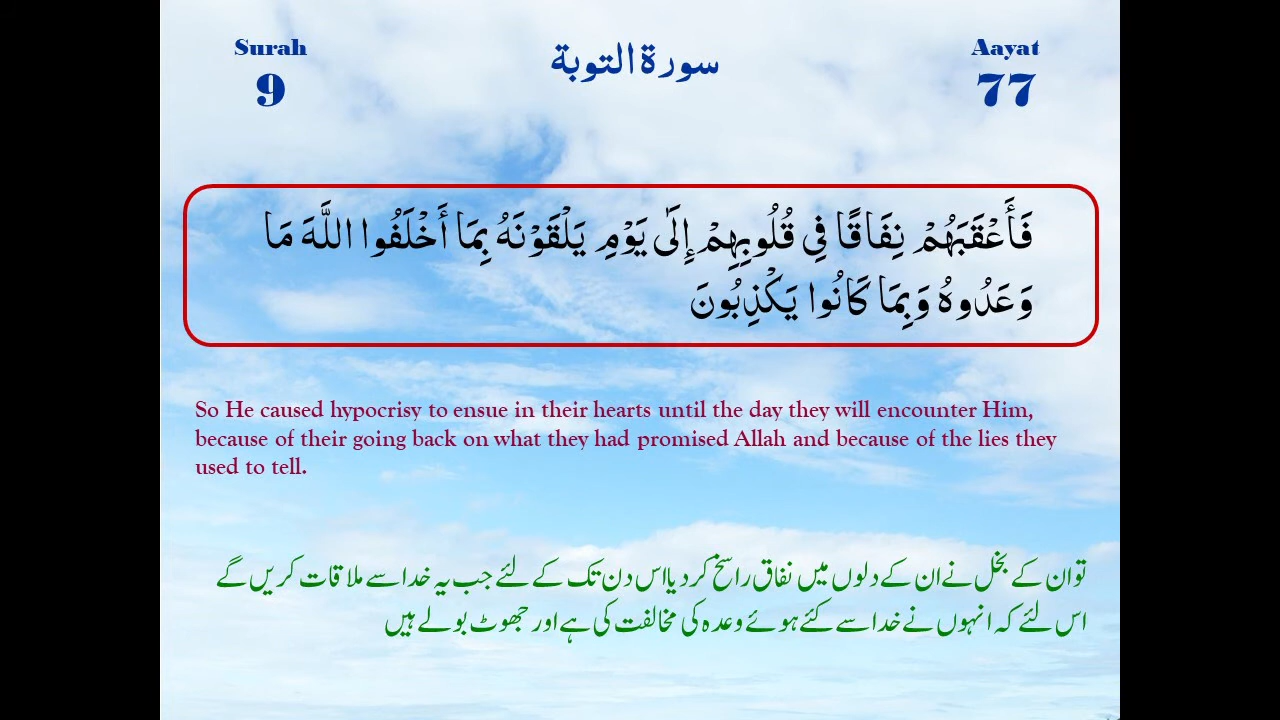 Surah
9
سورة التوبة
Aayat
77
فَأَعْقَبَهُمْ نِفَاقًا فِي قُلُوبِهِمْ إِلَىٰ يَوْمِ يَلْقَوْنَهُ بِمَا أَخْلَفُوا اللَّهَ مَا
وَعَدُوهُ وَبِمَا كَانُوا يَكْذِبُونَ
So He caused hypocrisy to ensue in their hearts until the day they will encounter Him,
because of their going back on what they had promised Allah and because of the lies they
used to tell.
تو ان کے بخل نے ان کے دلوں میں نفاق راسخ کردیا اس دن تک کے لئے جب یہ خدا سے ملاقات کریں گے
اس لئے کہ انہوں نے خدا سے کئے ہوئے وعدہ کی مخالفت کی ہے اور جھوٹ بولے ہیں